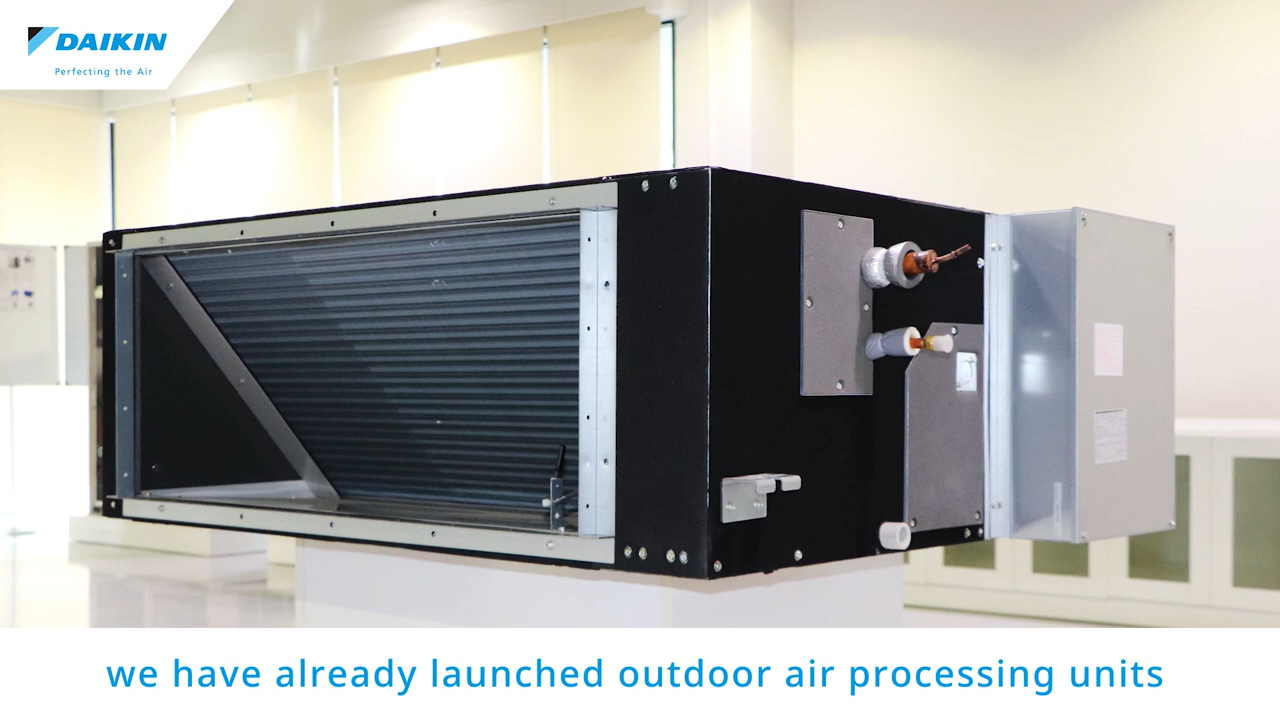 DAIKIN
Perfecting the Air
we have already launched outdoor air processing units